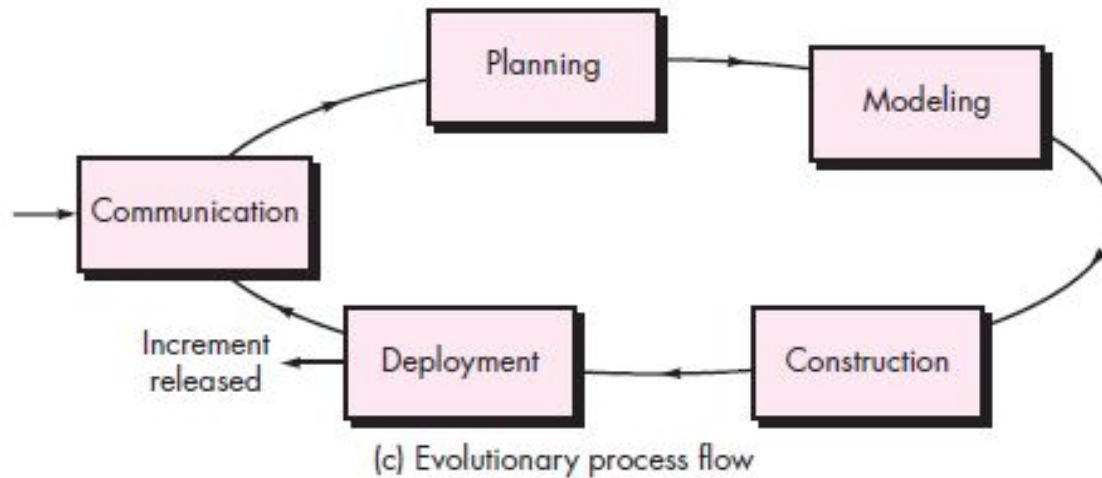 Planning
Modeling
Communication
Increment
released
Deployment
Construction
(c) Evolutionary process flow